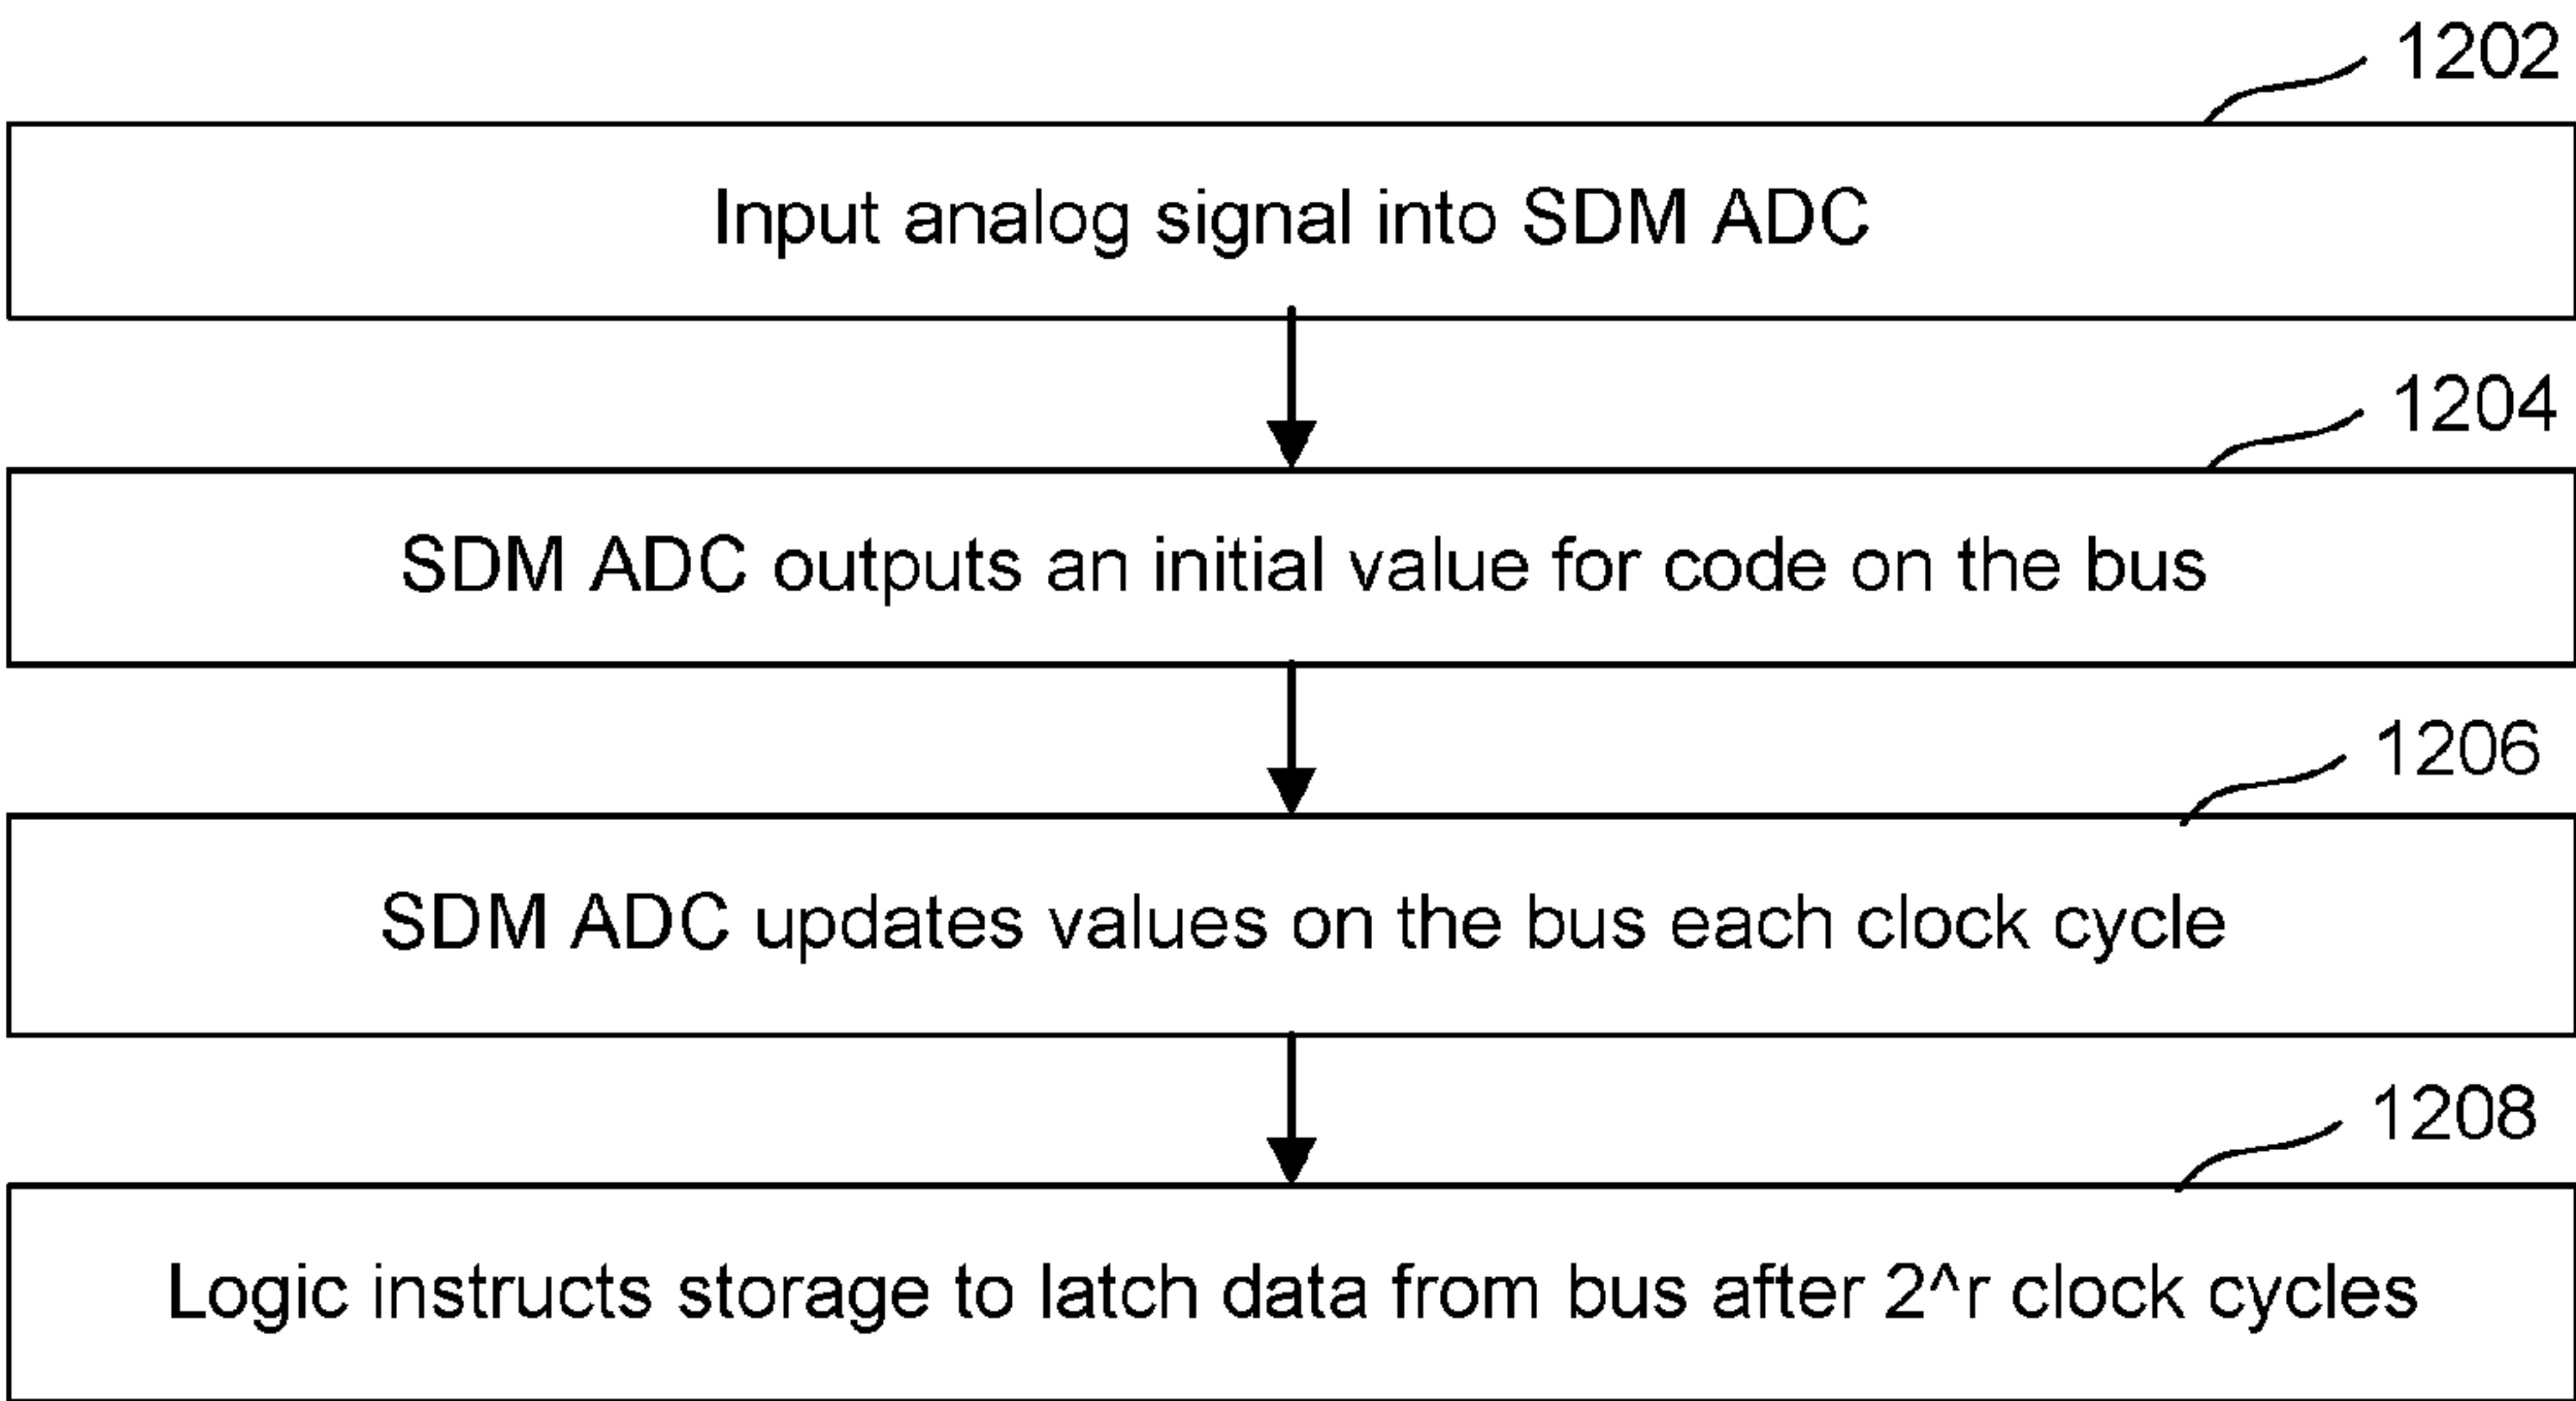 1202
Input analog signal into SDM ADC
1204
SDM ADC outputs an initial value for code on the bus
1206
SDM ADC updates values on the bus each clock cycle
1208
Logic instructs storage to latch data from bus after 2^r clock cycles